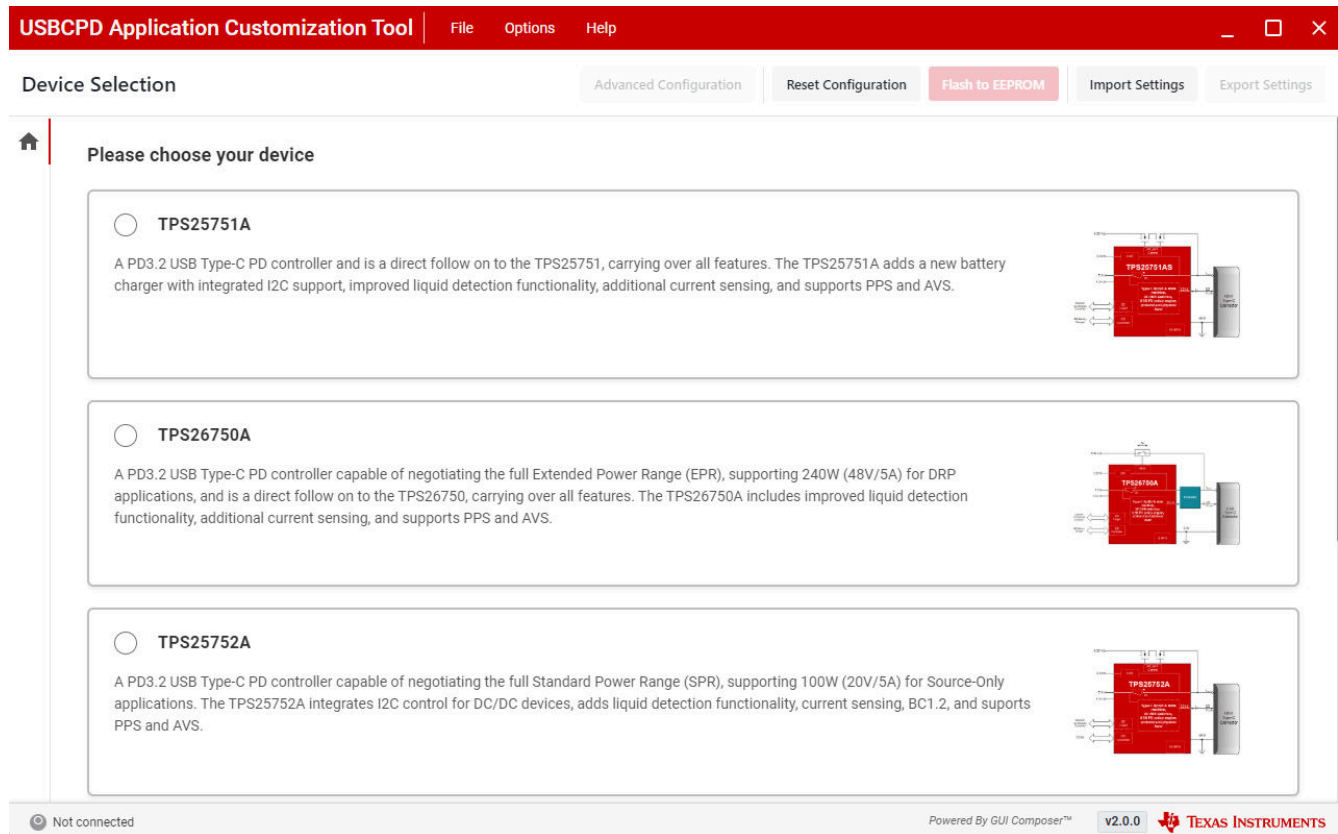 USBCPD Application Customization Tool File Options Help
Device Selection Advanced Configuration Reset Configuration Flash to EEPROM Import Settings Export Settings
Please choose your device
TPS25751A
A PD3.2 USB Type-C PD controller and is a direct follow on to the TPS25751, carrying over all features. The TPS25751A adds a new battery
charger with integrated I2C support, improved liquid detection functionality, additional current sensing, and supports PPS and AVS.
TPS25751AS
TPS26750A
A PD3.2 USB Type-C PD controller capable of negotiating the full Extended Power Range (EPR), supporting 240W (48V/5A) for DRP
applications, and is a direct follow on to the TPS26750, carrying over all features. The TPS26750A includes improved liquid detection
functionality, additional current sensing, and supports PPS and AVS.
TPS26750A
TPS25752A
A PD3.2 USB Type-C PD controller capable of negotiating the full Standard Power Range (SPR), supporting 100W (20V/5A) for Source-Only
applications. The TPS25752A integrates I2C control for DC/DC devices, adds liquid detection functionality, current sensing, BC1.2, and suports
PPS and AVS.
TPS25752A
Not connected Powered By GUI Composer™ v2.0.0 TEXAS INSTRUMENTS